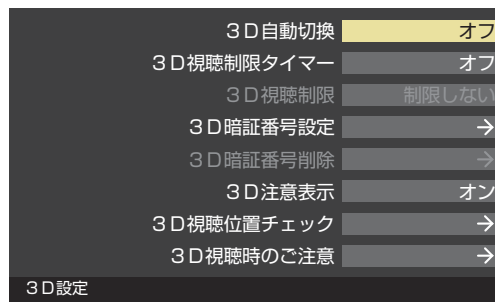 ３Ｄ自動切換 オフ
３Ｄ視聴制限タイマー オフ
３Ｄ視聴制限 制限しない
３Ｄ暗証番号設定 →
３Ｄ暗証番号削除 →
３Ｄ注意表示 オン
３Ｄ視聴位置チェック →
３Ｄ視聴時のご注意 →
３Ｄ設定